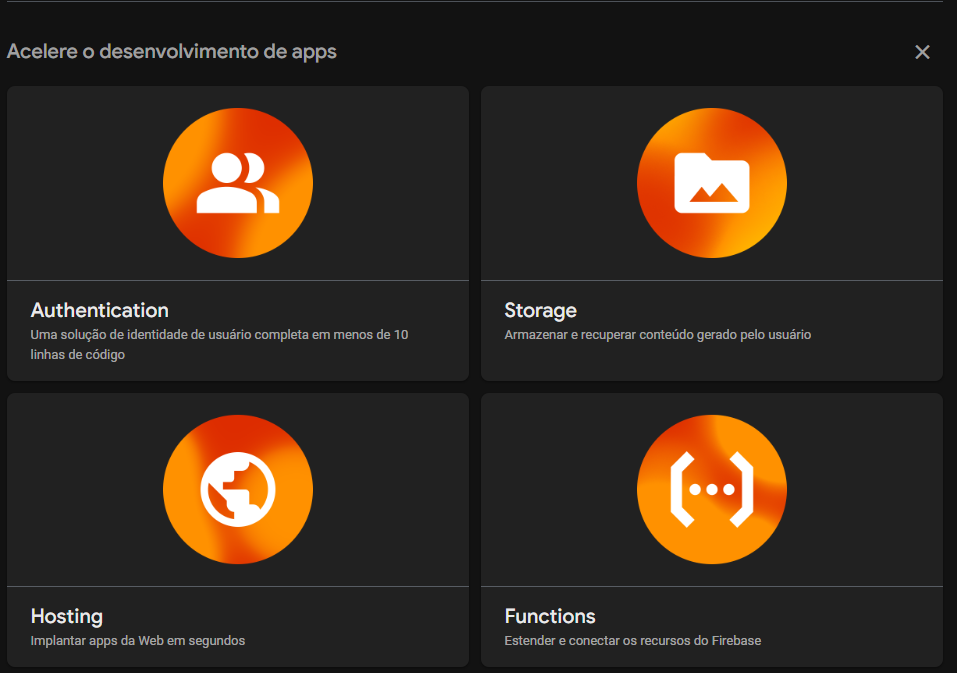 Acelere o desenvolvimento de apps
Authentication
Uma solução de identidade de usuário completa em menos de 10
linhas de código
Storage
Armazenar e recuperar conteúdo gerado pelo usuário
Hosting
Implantar apps da Web em segundos
Functions
Estender e conectar os recursos do Firebase